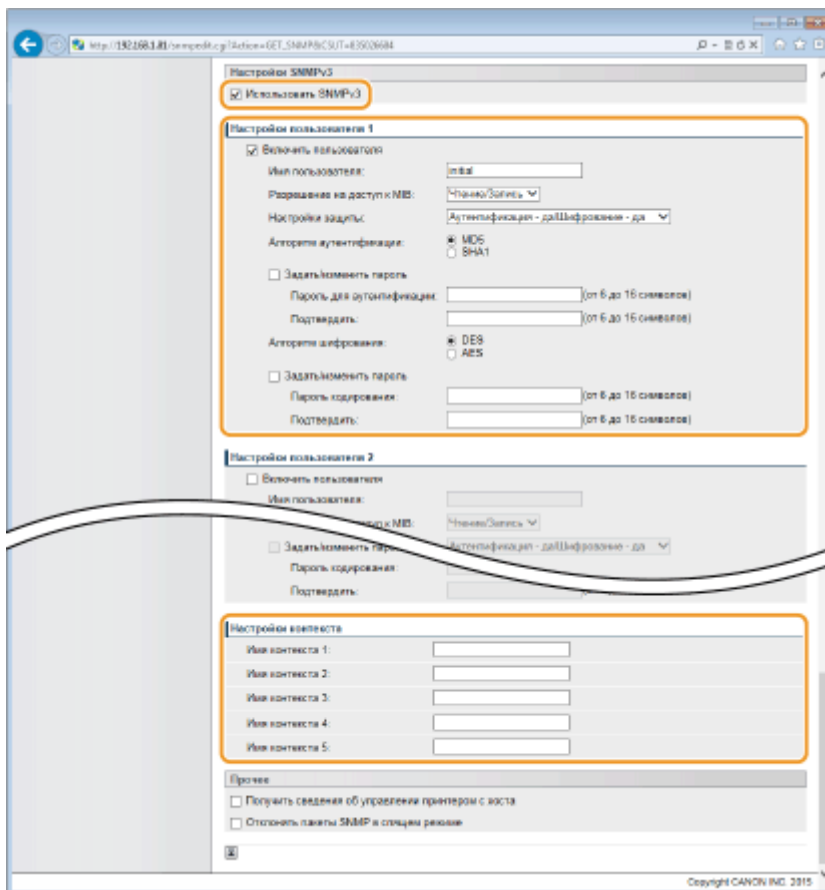 http://192.168.1.81/snmpedit.cgi?Action=GET_SNMP&CSUT=635026684
Настройки SNMPv3
Использовать SNMPv3
Настройки пользователя 1
Включить пользователя
Имя пользователя: initial
Разрешение на доступ к MIB: Чтение/Запись
Настройки защиты: Аутентификация - да/Шифрование - да
Алгоритм аутентификации: MD5
SHA1
Задать/изменить пароль
Пароль для аутентификации: (от 6 до 16 символов)
Подтвердить: (от 6 до 16 символов)
Алгоритм шифрования: DES
AES
Задать/изменить пароль
Пароль кодирования: (от 6 до 16 символов)
Подтвердить: (от 6 до 16 символов)
Настройки пользователя 2
Включить пользователя
Имя пользователя:
к MIB: Чтение/Запись
Задать/изменить Аутентификация - да/Шифрование - да
Пароль кодирования:
Подтвердить:
Настройки контекста
Имя контекста 1:
Имя контекста 2:
Имя контекста 3:
Имя контекста 4:
Имя контекста 5:
Прочее
Получить сведения об управлении принтером с хоста
Отклонять пакеты SNMP в спящем режиме
Copyright CANON INC. 2015